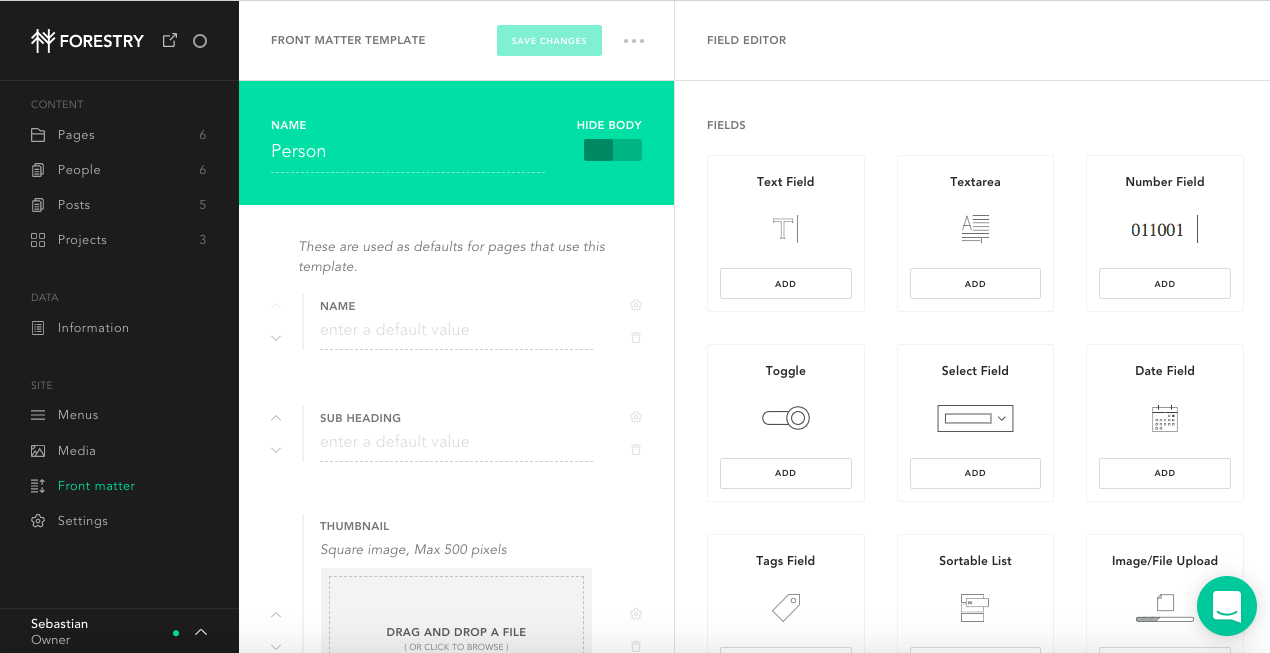 FORESTRY
CONTENT
Pages 6
People 6
Posts 5
Projects 3
DATA
Information
SITE
Menus
Media
Front matter
Settings
Sebastian
Owner
FRONT MATTER TEMPLATE
SAVE CHANGES
NAME
Person
HIDE BODY
These are used as defaults for pages that use this
template.
NAME
enter a default value
SUB HEADING
enter a default value
THUMBNAIL
Square image, Max 500 pixels
DRAG AND DROP A FILE
( OR CLICK TO BROWSE )
FIELD EDITOR
FIELDS
Text Field
T
ADD
Textarea
A
ADD
Number Field
011001
ADD
Toggle
ADD
Select Field
ADD
Date Field
ADD
Tags Field
Sortable List
Image/File Upload